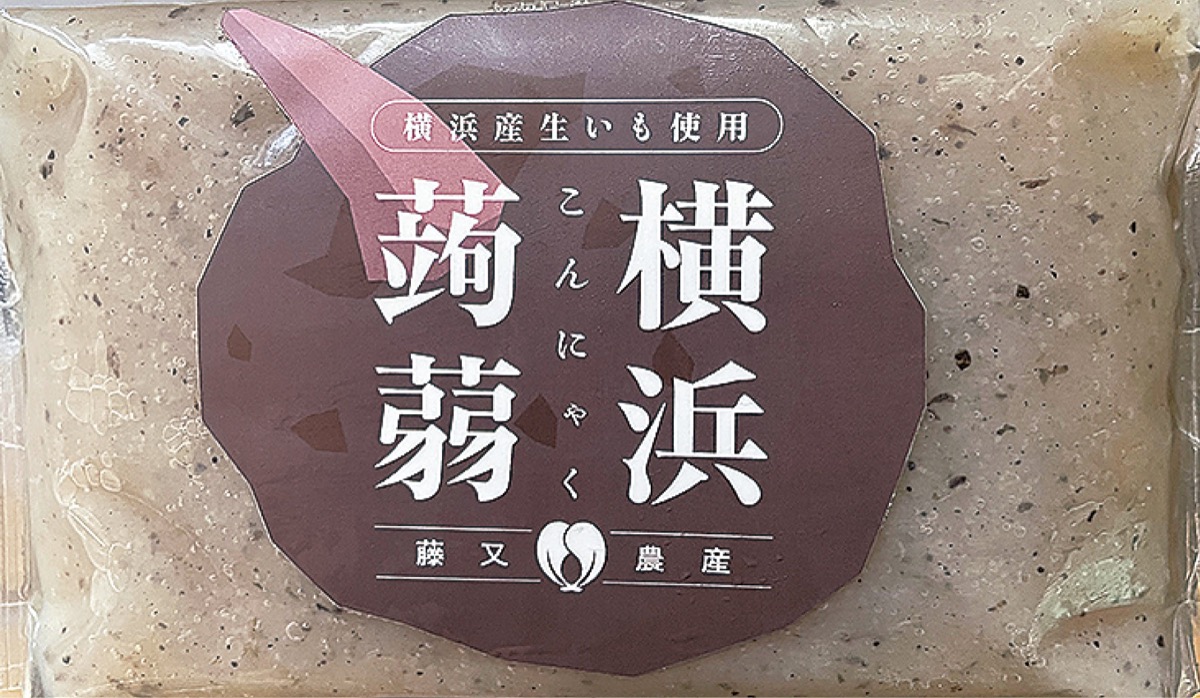 横浜産生いも使用
横浜
こんにゃく
蒟蒻
藤又農産